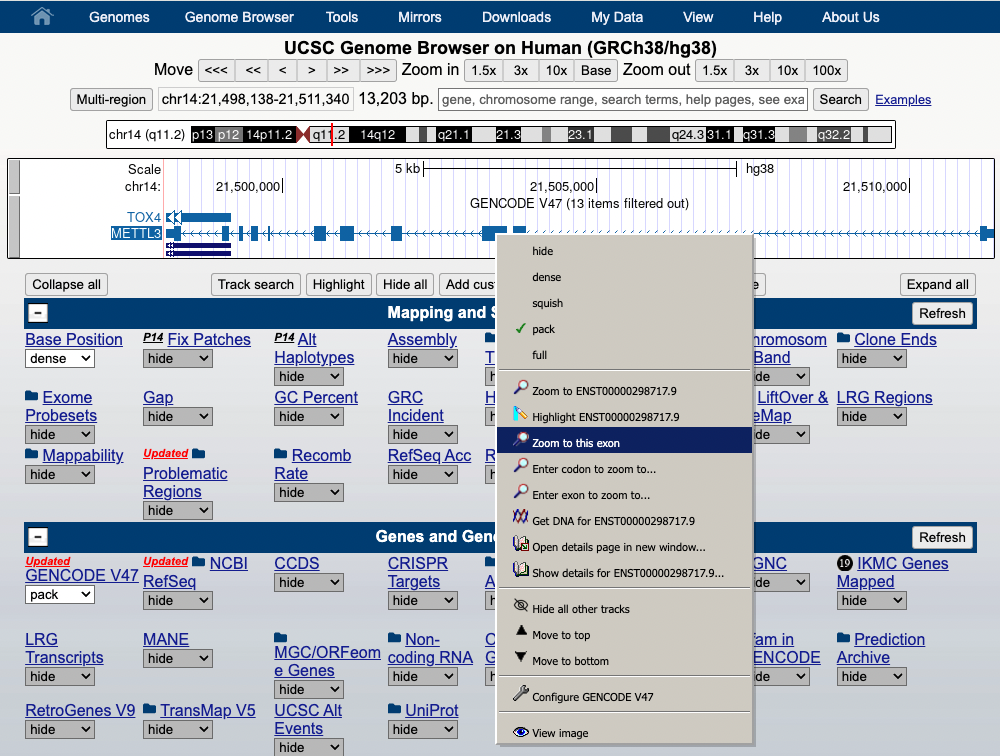 Genomes Genome Browser Tools Mirrors Downloads My Data View Help About Us
UCSC Genome Browser on Human (GRCh38/hg38)
Move <<< << < > >> >>> Zoom in 1.5x 3x 10x Base Zoom out 1.5x 3x 10x 100x
Multi-region chr14:21,498,138-21,511,340 13,203 bp. gene, chromosome range, search terms, help pages, see exa Search Examples
chr14 (q11.2) p13 p12 14p11.2 q11.2 14q12 q21.1 21.3 23.1 q24.3 31.1 q31.3 q32.2
Scale 5 kb hg38
chr14: 21,500,000 21,505,000 21,510,000
GENCODE V47 (13 items filtered out)
TOX4
METTL3
Collapse all Track search Highlight Hide all Add cus Expand all
− Mapping and S Refresh
Base Position P14 Fix Patches P14 Alt Assembly hromosom Clone Ends
Haplotypes Band
dense hide hide hide hide
hide
Exome Gap GC Percent GRC LiftOver & LRG Regions
Probesets Incident eMap
hide hide hide hide hide
Mappability Updated Recomb RefSeq Acc
hide Problematic Rate hide
Regions hide
hide
− Genes and Gen Refresh
Updated Updated NCBI CCDS CRISPR GNC 19 IKMC Genes
GENCODE V47 RefSeq Targets Mapped
pack hide hide hide hide
LRG MANE MGC/ORFeom Non- am in Prediction
Transcripts e Genes coding RNA ENCODE Archive
hide hide hide hide hide
RetroGenes V9 TransMap V5 UCSC Alt UniProt
Events
hide hide hide hide
hide
dense
squish
pack
full
Zoom to ENST00000298717.9
Highlight ENST00000298717.9
Zoom to this exon
Enter codon to zoom to...
Enter exon to zoom to...
Get DNA for ENST00000298717.9
Open details page in new window...
Show details for ENST00000298717.9...
Hide all other tracks
Move to top
Move to bottom
Configure GENCODE V47
View image